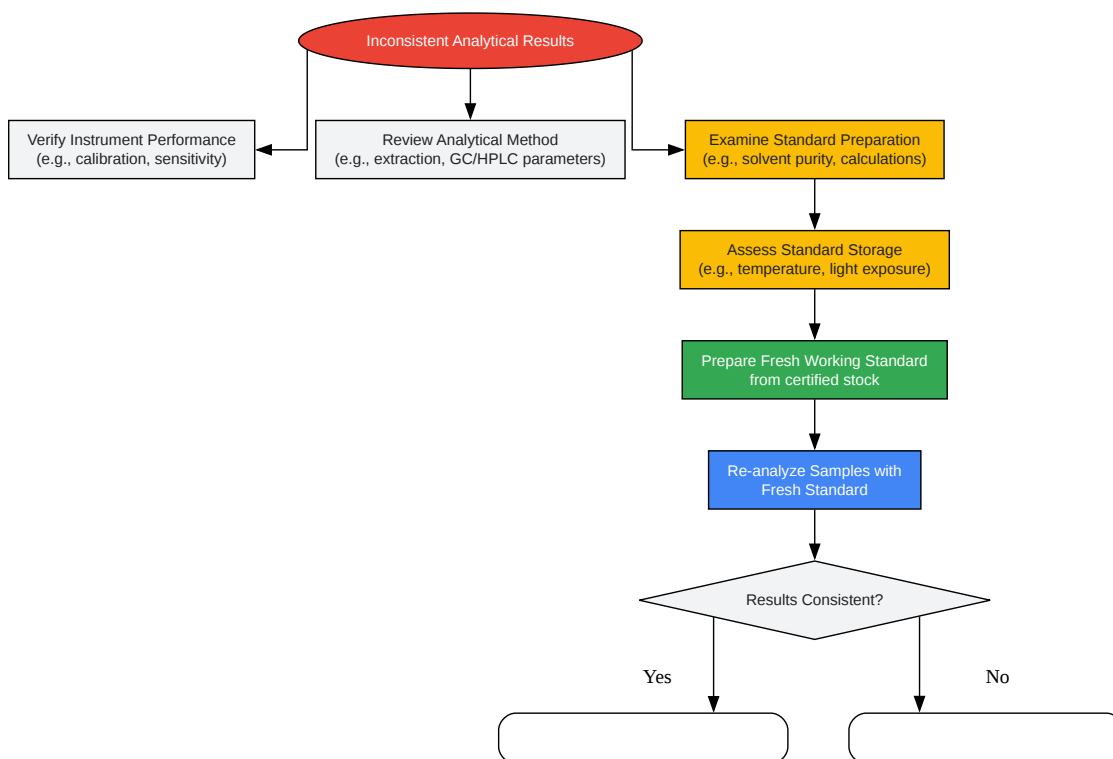 Inconsistent Analytical Results
Verify Instrument Performance
(e.g., calibration, sensitivity)
Review Analytical Method
(e.g., extraction, GC/HPLC parameters)
Examine Standard Preparation
(e.g., solvent purity, calculations)
Assess Standard Storage
(e.g., temperature, light exposure)
Prepare Fresh Working Standard
from certified stock
Re-analyze Samples with
Fresh Standard
Results Consistent?
Yes
No